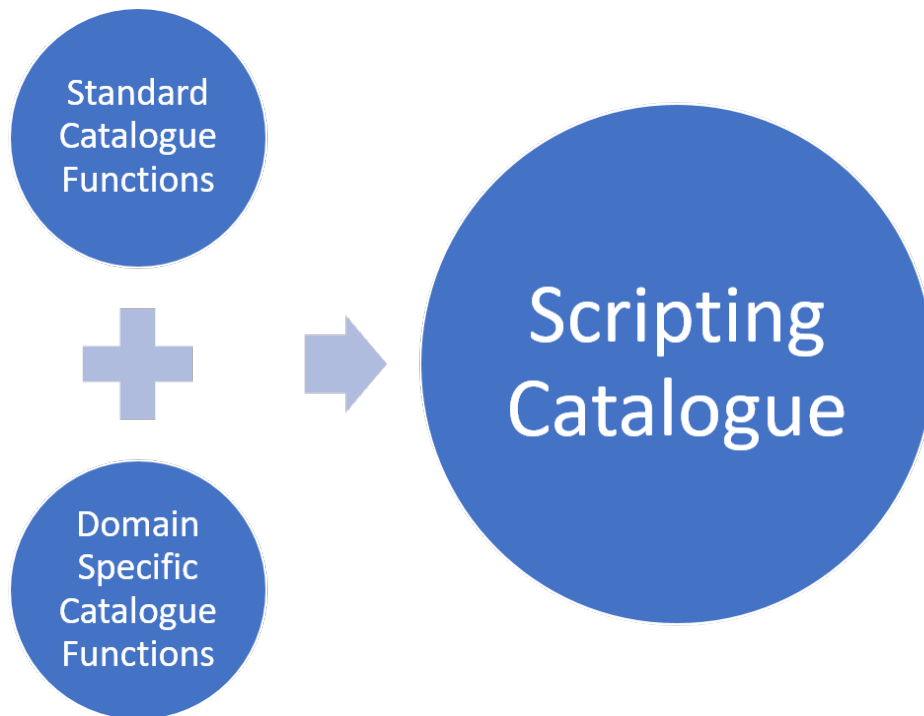 Standard
Catalogue
Functions
Domain
Specific
Catalogue
Functions
Scripting
Catalogue